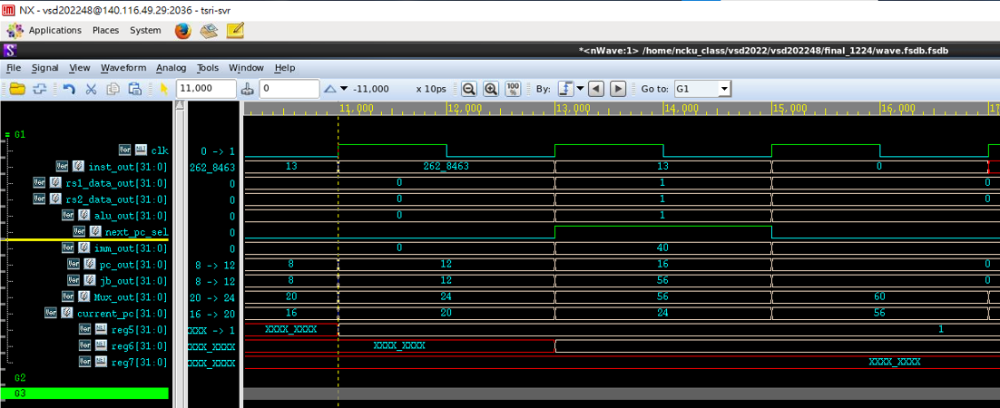 NX - vsd202248@140.116.49.29:2036 - tsri-svr
Applications Places System
*<nWave:1> /home/ncku_class/vsd2022/vsd202248/final_1224/wave.fsdb.fsdb
File Signal View Waveform Analog Tools Window Help
11,000 0 -11,000 x 10ps 100 % By: Go to: G1
11,000 12,000 13,000 14,000 15,000 16,000 17
G1
clk 0 -> 1
inst_out[31:0] 262_8463 13 262_8463 13 0
rs1_data_out[31:0] 0 0 1 0
rs2_data_out[31:0] 0 0 1 0
alu_out[31:0] 0 0 1
next_pc_sel 0
imm_out[31:0] 0 0 40
pc_out[31:0] 8 -> 12 8 12 16 0
jb_out[31:0] 8 -> 12 8 12 56 0
Mux_out[31:0] 20 -> 24 20 24 56 60
current_pc[31:0] 16 -> 20 16 20 24 56
reg5[31:0] XXXX -> 1 XXXX_XXXX 1
reg6[31:0] XXX_XXXX XXXX_XXXX
reg7[31:0] XXX_XXXX XXXX_XXXX
G2
G3